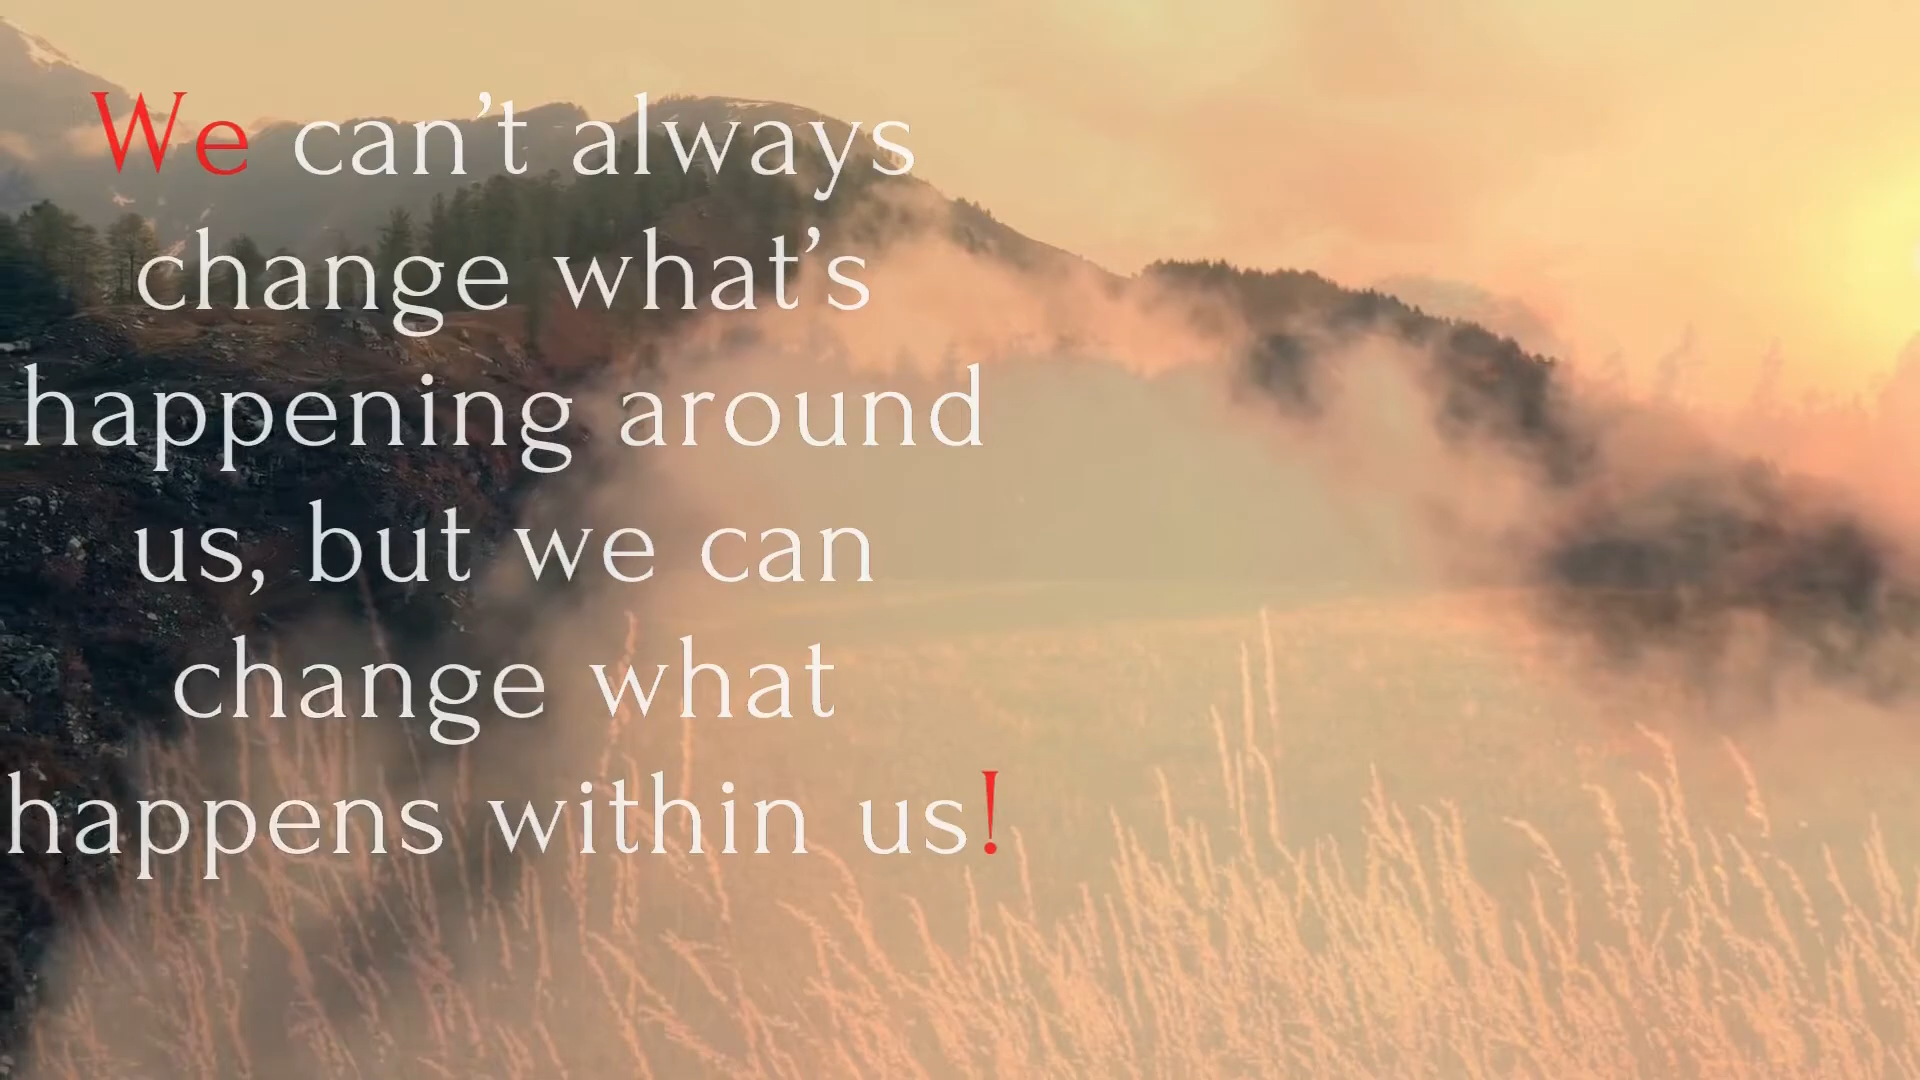 We can’t always
change what’s
happening around
us, but we can
change what
happens within us!